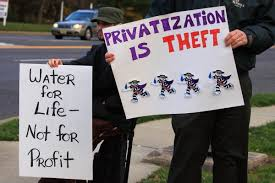 Water for
Life -
Not for
Profit
PRIVATIZATION
IS THEFT